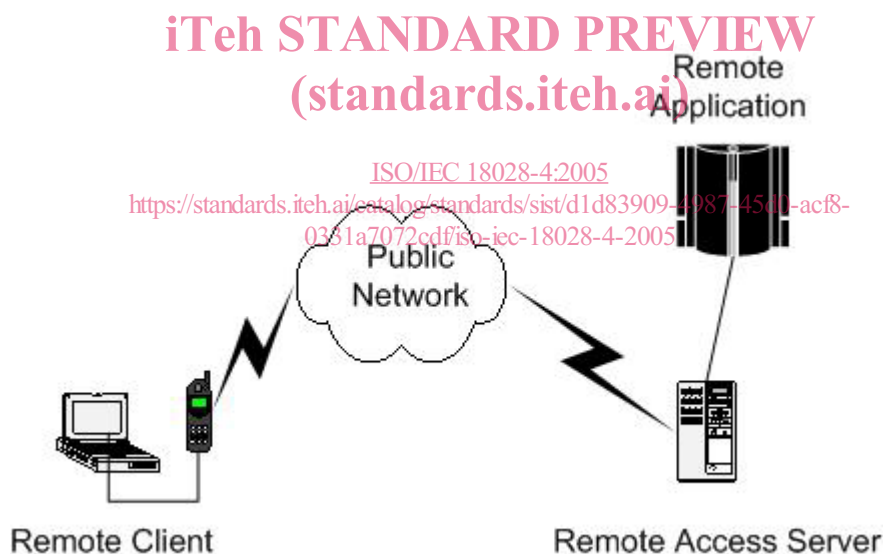 iTeh STANDARD PREVIEW
(standards.iteh.ai)
Remote
Application
ISO/IEC 18028-4:2005
https://standards.iteh.ai/catalog/standards/sist/d1d83909-4987-45d0-acf8-
0331a7072cdf/iso-iec-18028-4-2005
Public
Network
Remote Client
Remote Access Server